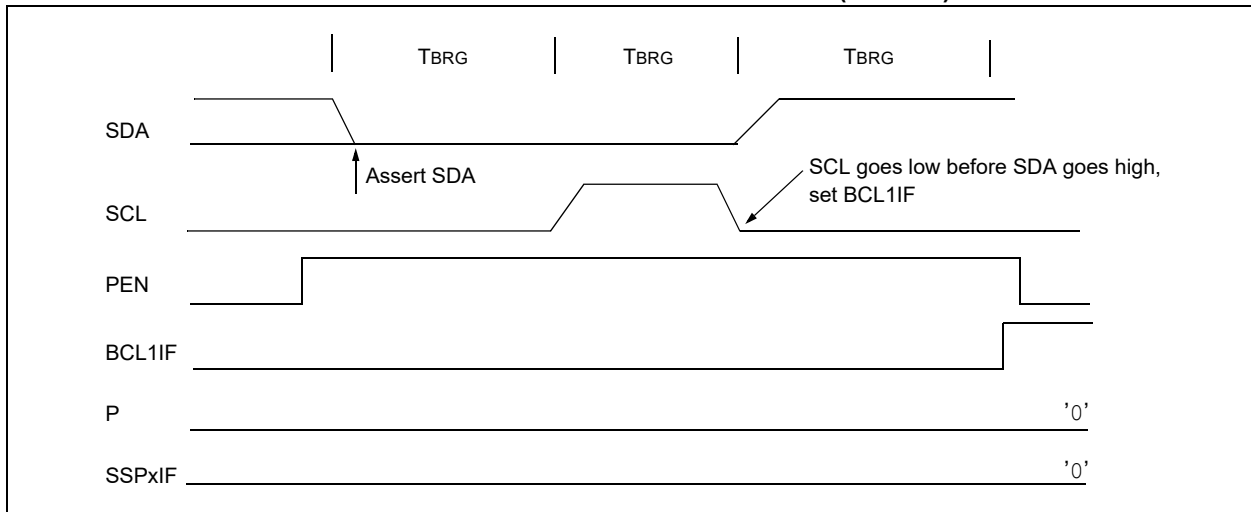 TBRG TBRG TBRG
SDA
Assert SDA
SCL goes low before SDA goes high,
set BCL1IF
SCL
PEN
BCL1IF
P '0'
SSPxIF '0'